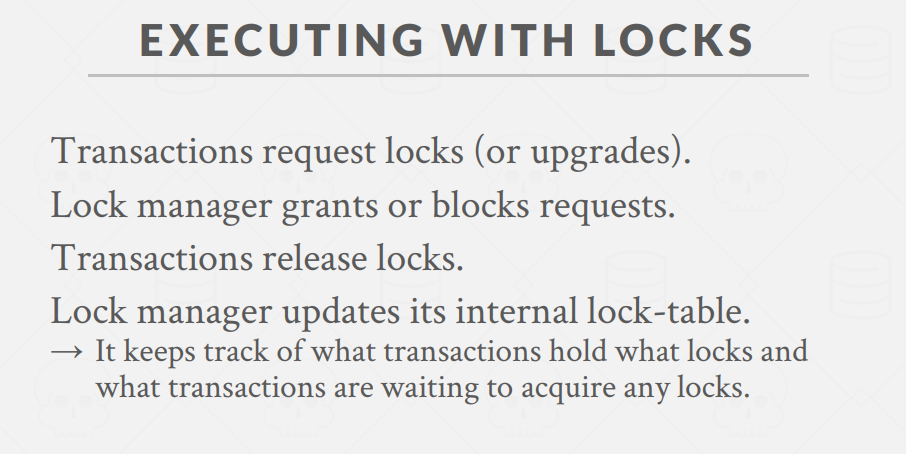 EXECUTING WITH LOCKS
Transactions request locks (or upgrades).
Lock manager grants or blocks requests.
Transactions release locks.
Lock manager updates its internal lock-table.
→ It keeps track of what transactions hold what locks and
what transactions are waiting to acquire any locks.